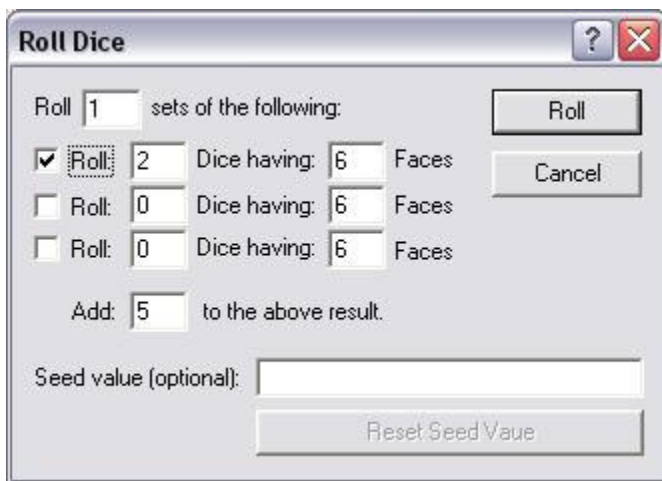 Roll Dice
Roll 1 sets of the following:
Roll
Roll: 2 Dice having: 6 Faces
Cancel
Roll: 0 Dice having: 6 Faces
Roll: 0 Dice having: 6 Faces
Add: 5 to the above result.
Seed value (optional):
Reset Seed Vaue